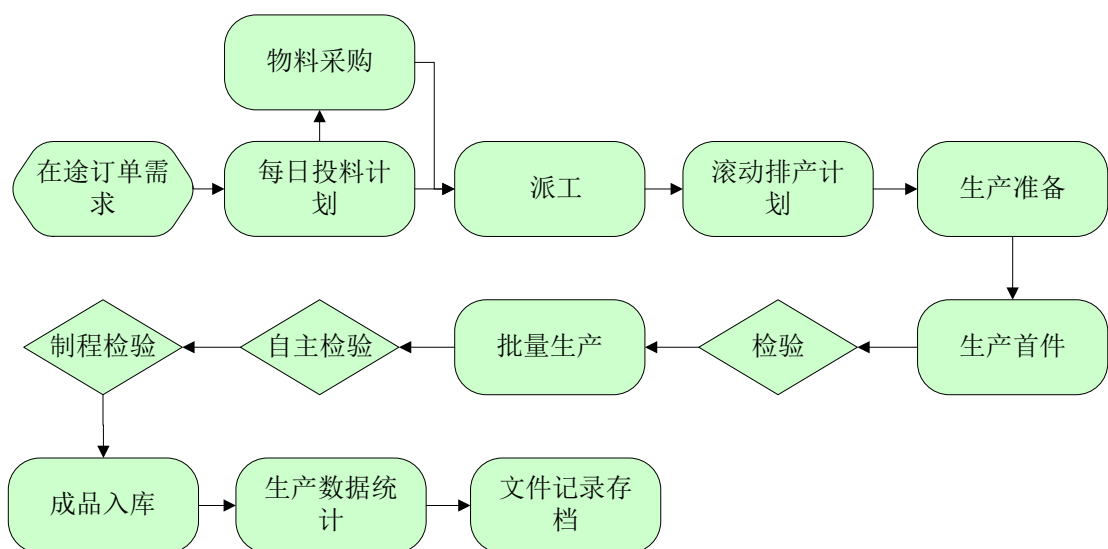 物料采购
在途订单需
求
每日投料计
划
派工
滚动排产计
划
生产准备
制程检验
自主检验
批量生产
检验
生产首件
成品入库
生产数据统
计
文件记录存
档